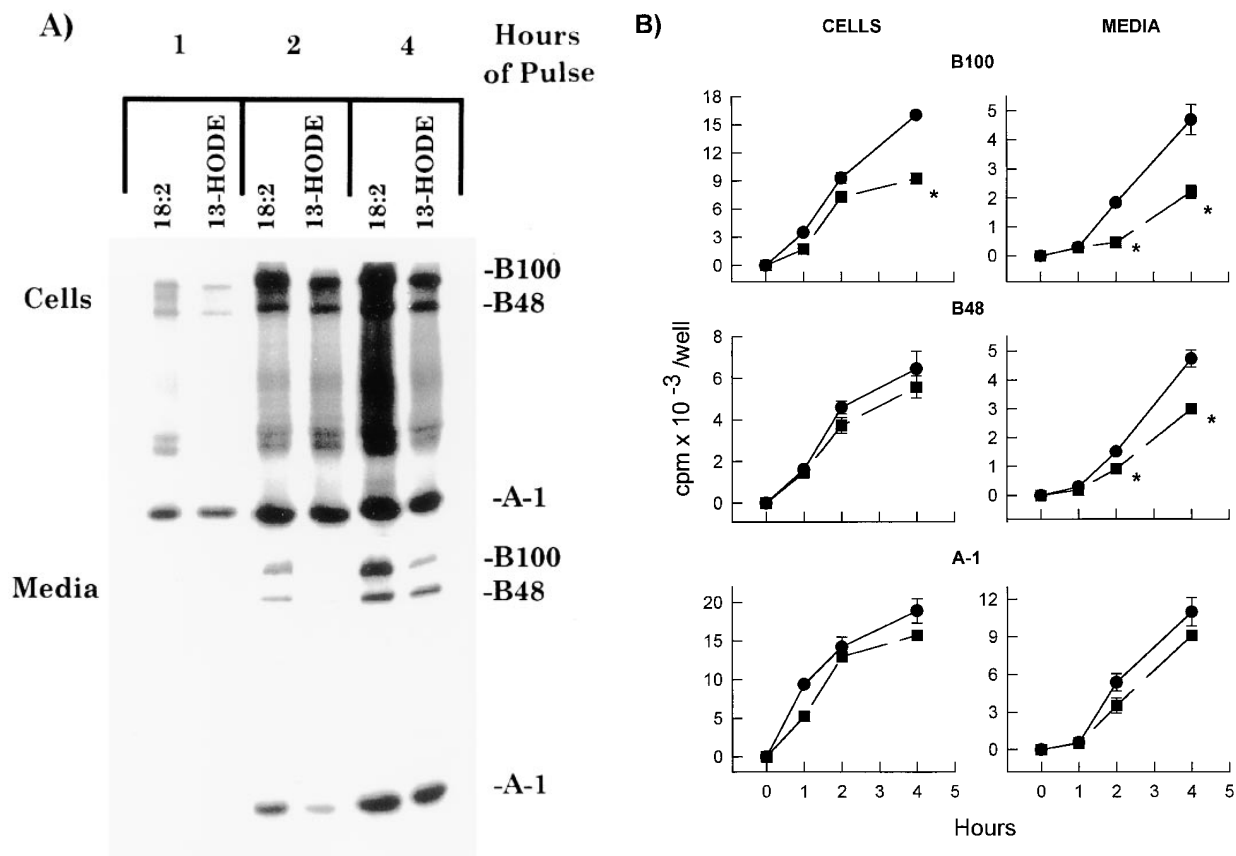 A)
1 2 4 Hours
of Pulse
18:2 13-HODE 18:2 13-HODE 18:2 13-HODE
-B100
Cells
-B48
-A-1
-B100
Media
-B48
-A-1
B)
CELLS MEDIA
B100
18
15
12
9
6
3
0
*
5
4
3
2
1
0
*
*
B48
8
6
4
2
0
5
4
3
2
1
0
*
*
cpm x 10 -3 /well
A-1
20
15
10
5
0
12
9
6
3
0
0 1 2 3 4 5
0 1 2 3 4 5
Hours